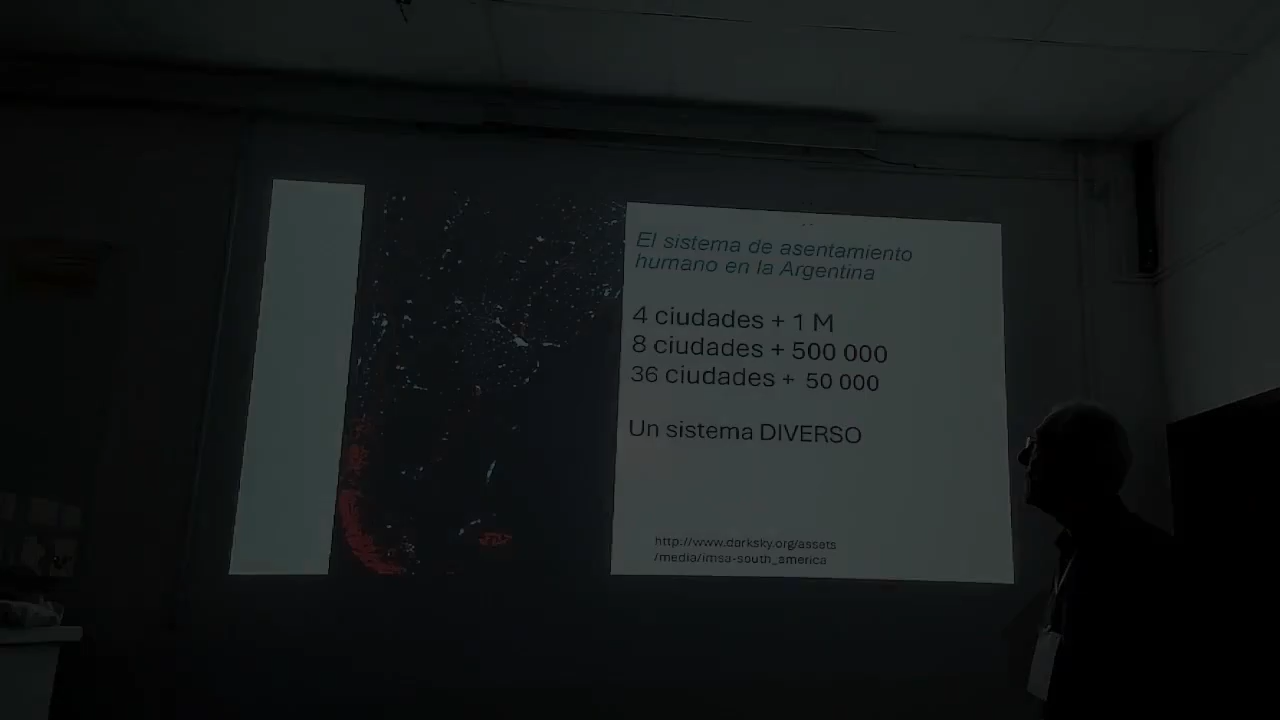 El sistema de asentamiento
humano en la Argentina
4 ciudades + 1 M
8 ciudades + 500 000
36 ciudades + 50 000
Un sistema DIVERSO
http://www.darksky.org/assets
/media/imsa-south_america